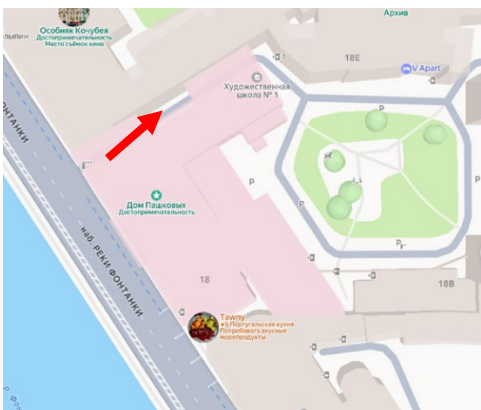 Особняк Кочубея
Достопримечательность
Место съёмок кино
Архив
18Е
V Apart
Художественная
школа № 1
P
ФОНТАНКИ
P
Дом Пашковых
Достопримечательность
P
P
наб. РЕКИ ФОНТАНКИ
18
18В
Tawny
Португальская кухня
Попробовать вкусные
морепродукты
р. Фо